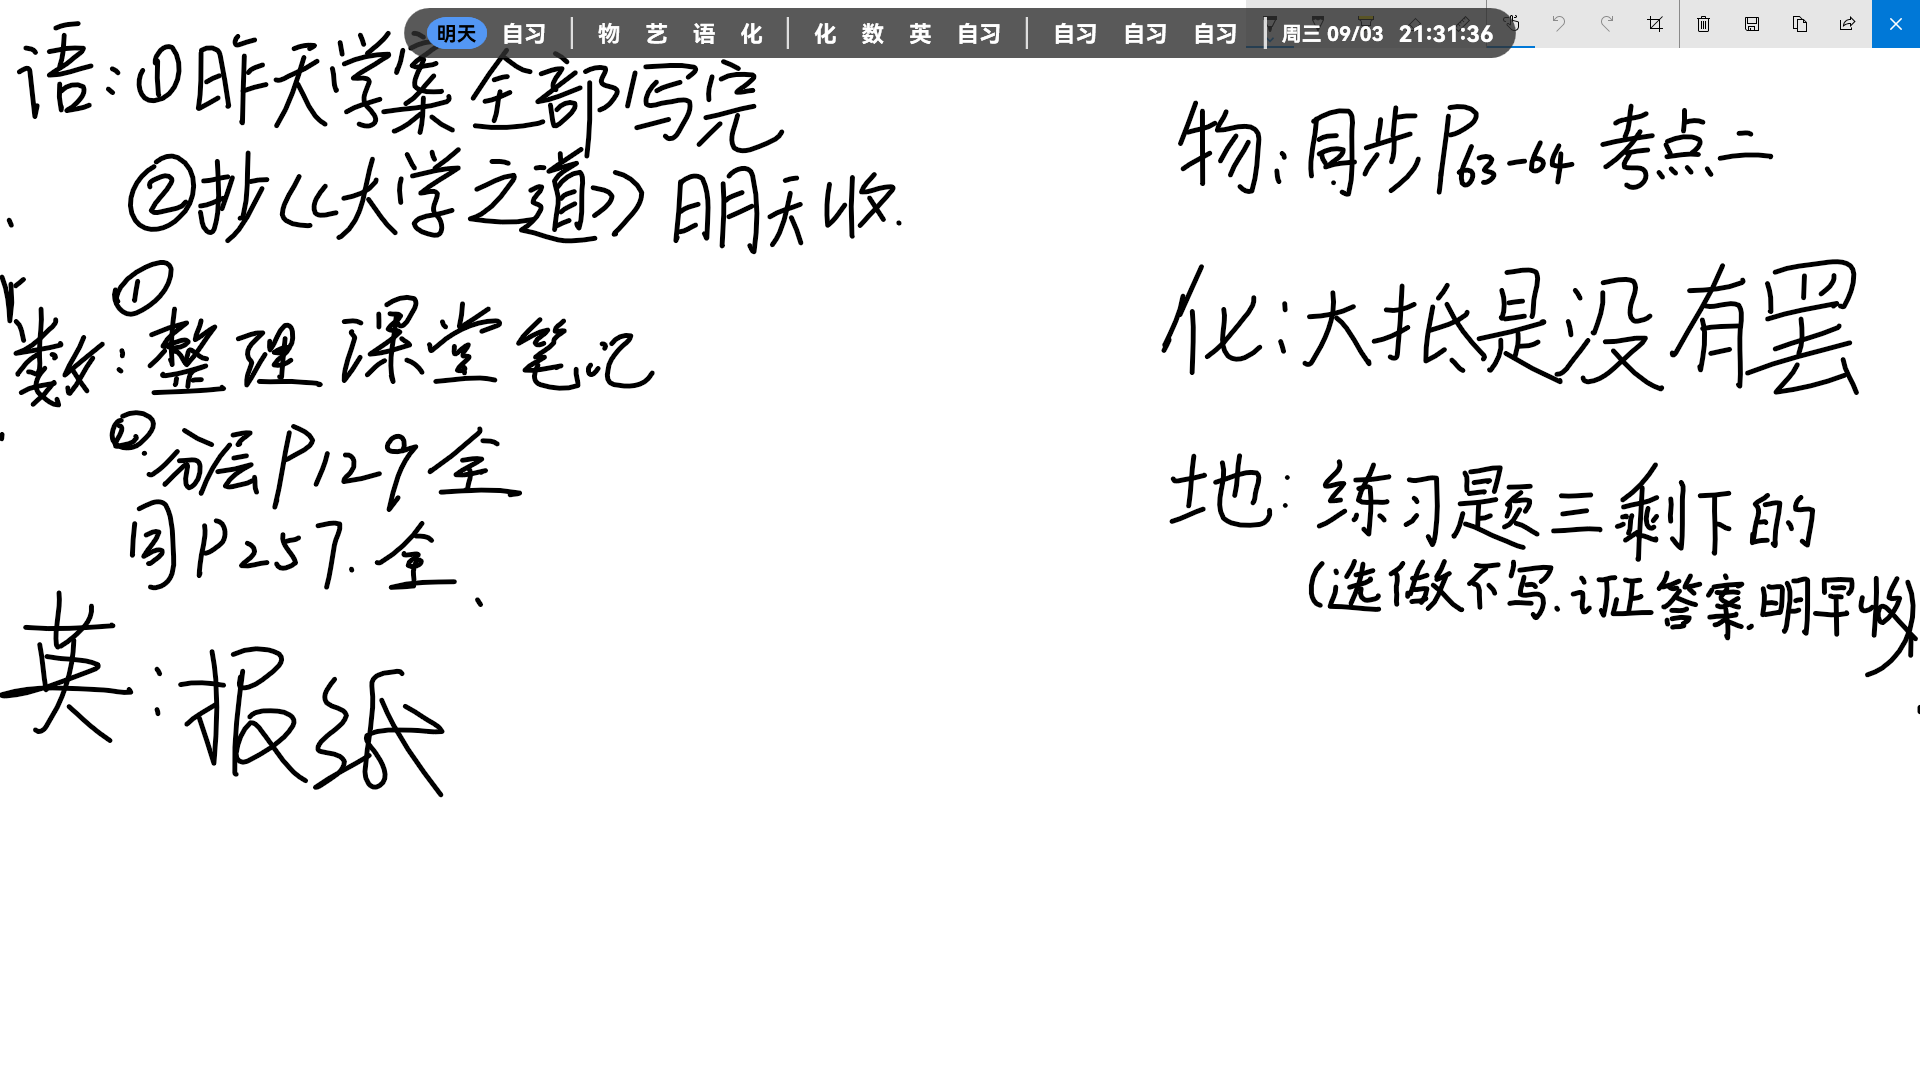 明天 自习 | 物 艺 语 化 | 化 数 英 自习 | 自习 自习 自习 | 周三 09/03 21:31:36
语:①昨天学案全部写完
②抄《大学之道》明天收.
数:①整理课堂笔记
②分层P129全
同P257.全
英:报纸
物:同步P63-64 考点二
化:大抵是没有罢
地:练习题三剩下的
(选做不写.订正答案.明早收)